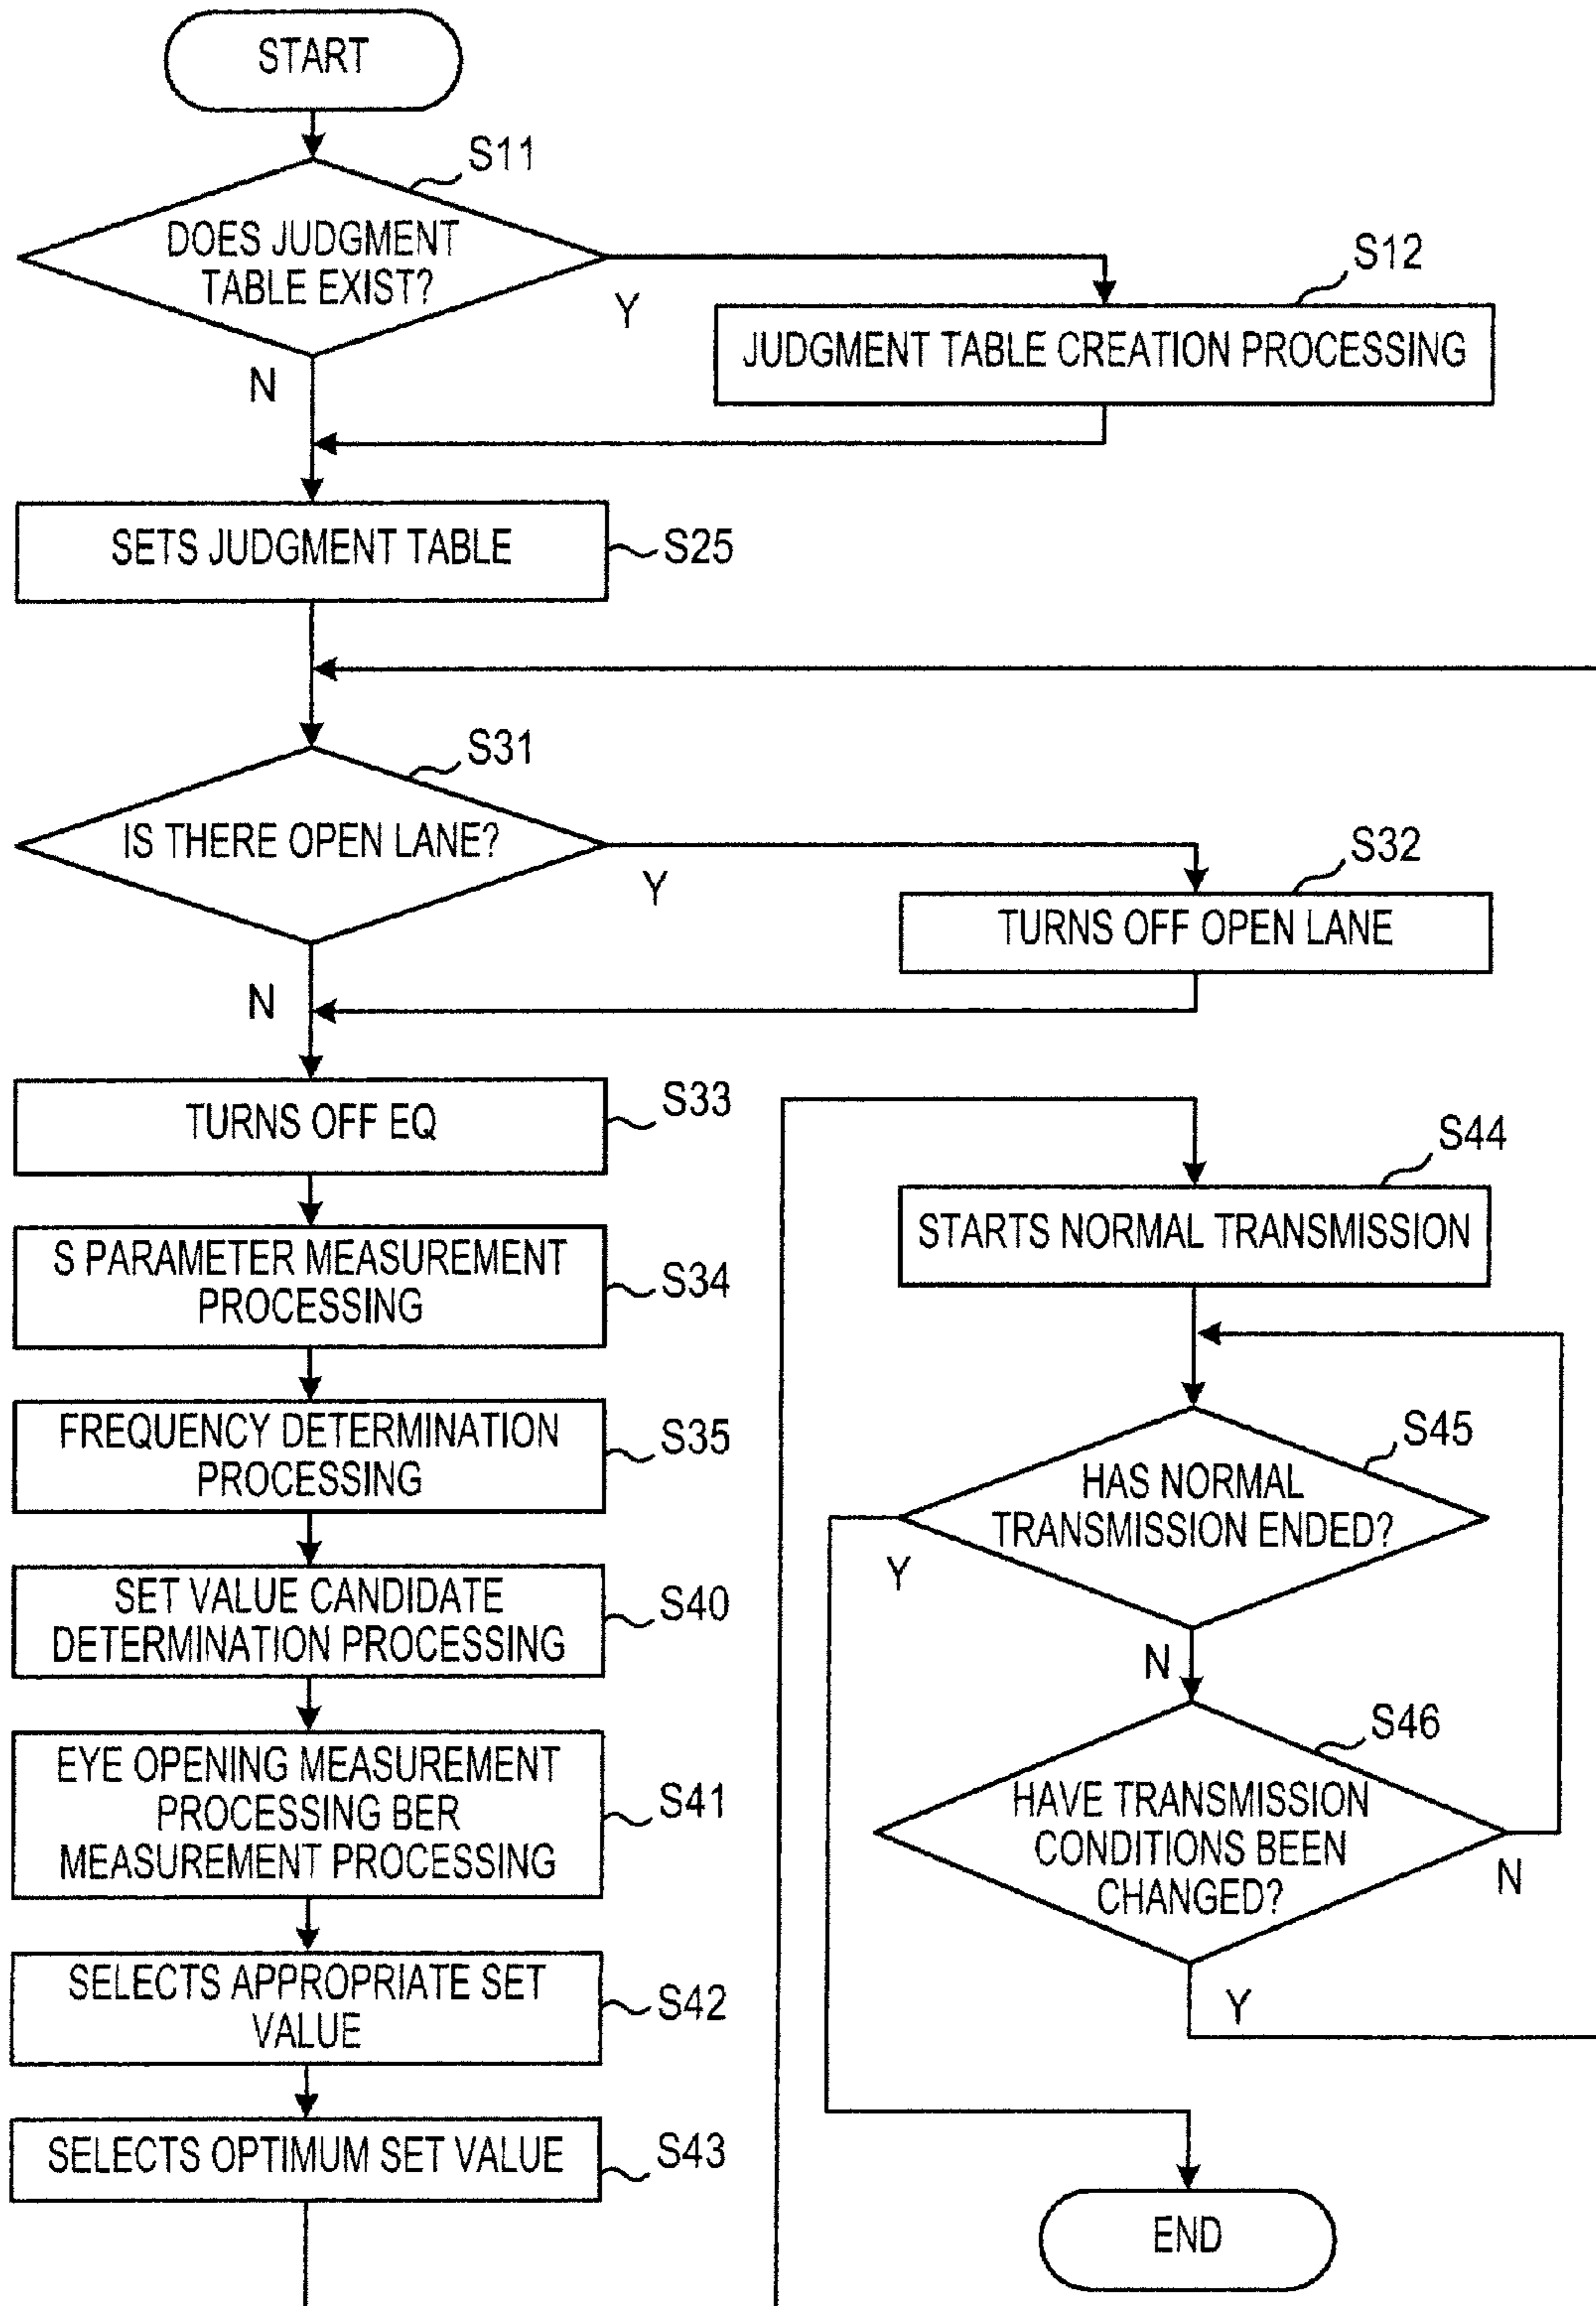 START
S11
DOES JUDGMENT
TABLE EXIST?
Y
N
S12
JUDGMENT TABLE CREATION PROCESSING
SETS JUDGMENT TABLE
S25
S31
IS THERE OPEN LANE?
Y
N
S32
TURNS OFF OPEN LANE
TURNS OFF EQ
S33
S PARAMETER MEASUREMENT
PROCESSING
S34
FREQUENCY DETERMINATION
PROCESSING
S35
SET VALUE CANDIDATE
DETERMINATION PROCESSING
S40
EYE OPENING MEASUREMENT
PROCESSING BER
MEASUREMENT PROCESSING
S41
SELECTS APPROPRIATE SET
VALUE
S42
SELECTS OPTIMUM SET VALUE
S43
S44
STARTS NORMAL TRANSMISSION
S45
HAS NORMAL
TRANSMISSION ENDED?
Y
N
S46
HAVE TRANSMISSION
CONDITIONS BEEN
CHANGED?
N
Y
END